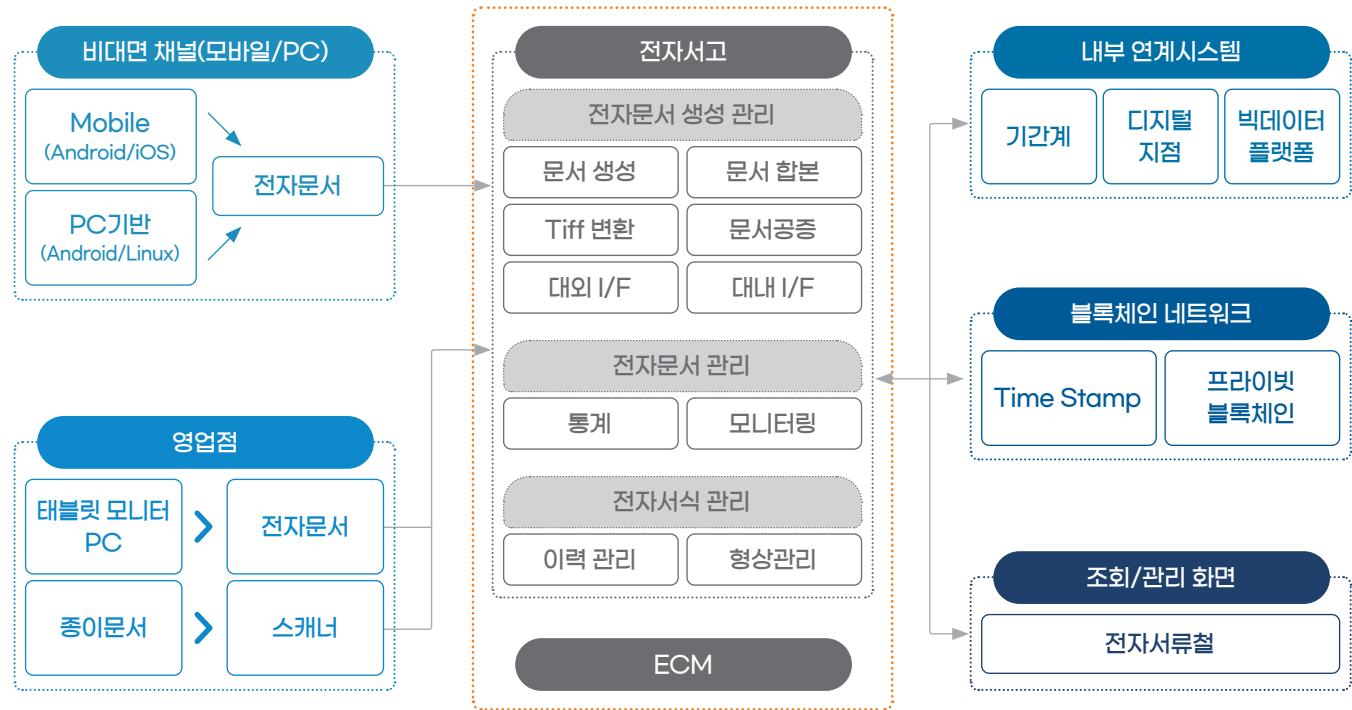 비대면 채널(모바일/PC)
Mobile
(Android/iOS)
PC기반
(Android/Linux)
전자문서
영업점
태블릿 모니터
PC
전자문서
종이문서
스캐너
전자서고
전자문서 생성 관리
문서 생성
문서 합본
Tiff 변환
문서공증
대외 I/F
대내 I/F
전자문서 관리
통계
모니터링
전자서식 관리
이력 관리
형상관리
ECM
내부 연계시스템
기간계
디지털
지점
빅데이터
플랫폼
블록체인 네트워크
Time Stamp
프라이빗
블록체인
조회/관리 화면
전자서류철